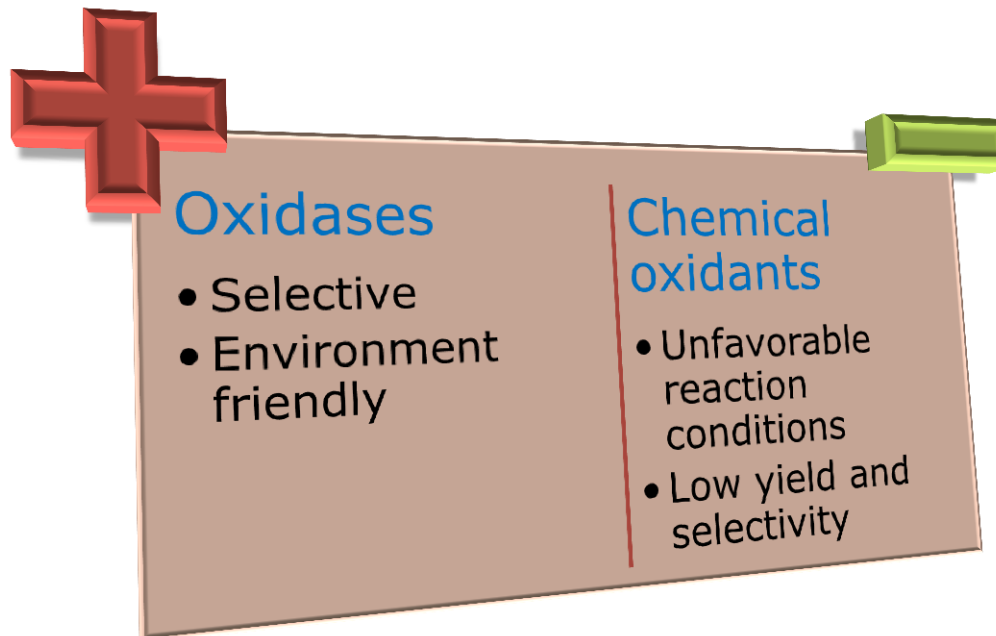 Oxidases
• Selective
• Environment
friendly
Chemical
oxidants
• Unfavorable
reaction
conditions
• Low yield and
selectivity